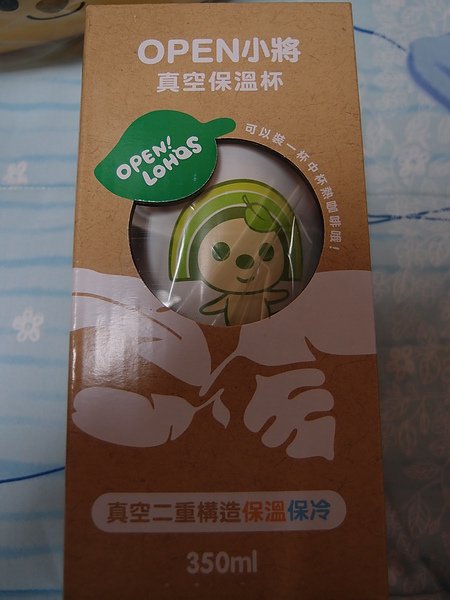 OPEN小將
真空保溫杯
OPEN!
LOHAS
可以裝一杯中杯熱咖啡哦!
真空二重構造保溫保冷
350ml